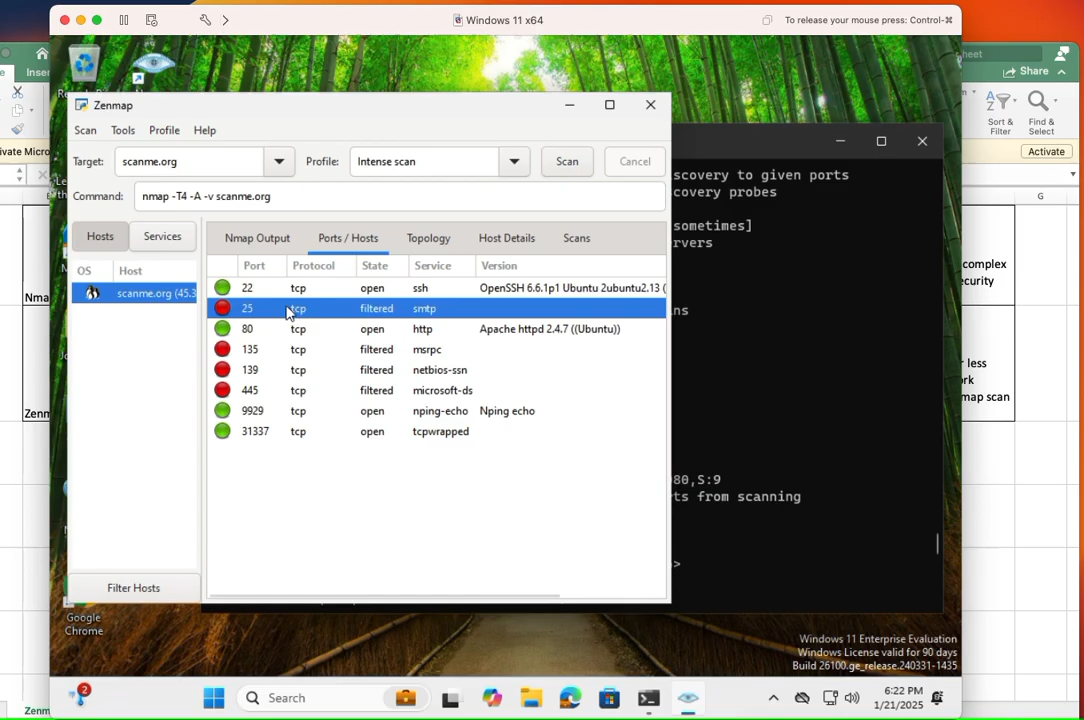 Windows 11 x64
To release your mouse press: Control-⌘
Share
Sort & Filter
Find & Select
Activate
Zenmap
Scan Tools Profile Help
Target: scanme.org Profile: Intense scan Scan Cancel
Command: nmap -T4 -A -v scanme.org
Hosts Services
Nmap Output Ports / Hosts Topology Host Details Scans
OS Host
scanme.org (45.3
Port Protocol State Service Version
22 tcp open ssh OpenSSH 6.6.1p1 Ubuntu 2ubuntu2.13 (
25 tcp filtered smtp
80 tcp open http Apache httpd 2.4.7 ((Ubuntu))
135 tcp filtered msrpc
139 tcp filtered netbios-ssn
445 tcp filtered microsoft-ds
9929 tcp open nping-echo Nping echo
31337 tcp open tcpwrapped
Filter Hosts
scovery to given ports
covery probes
sometimes]
rvers
ns
80,S:9
ts from scanning
>
G
complex
security
or less
map scan
Google
Chrome
Windows 11 Enterprise Evaluation
Windows License valid for 90 days
Build 26100.ge_release.240331-1435
2
Search
6:22 PM
1/21/2025